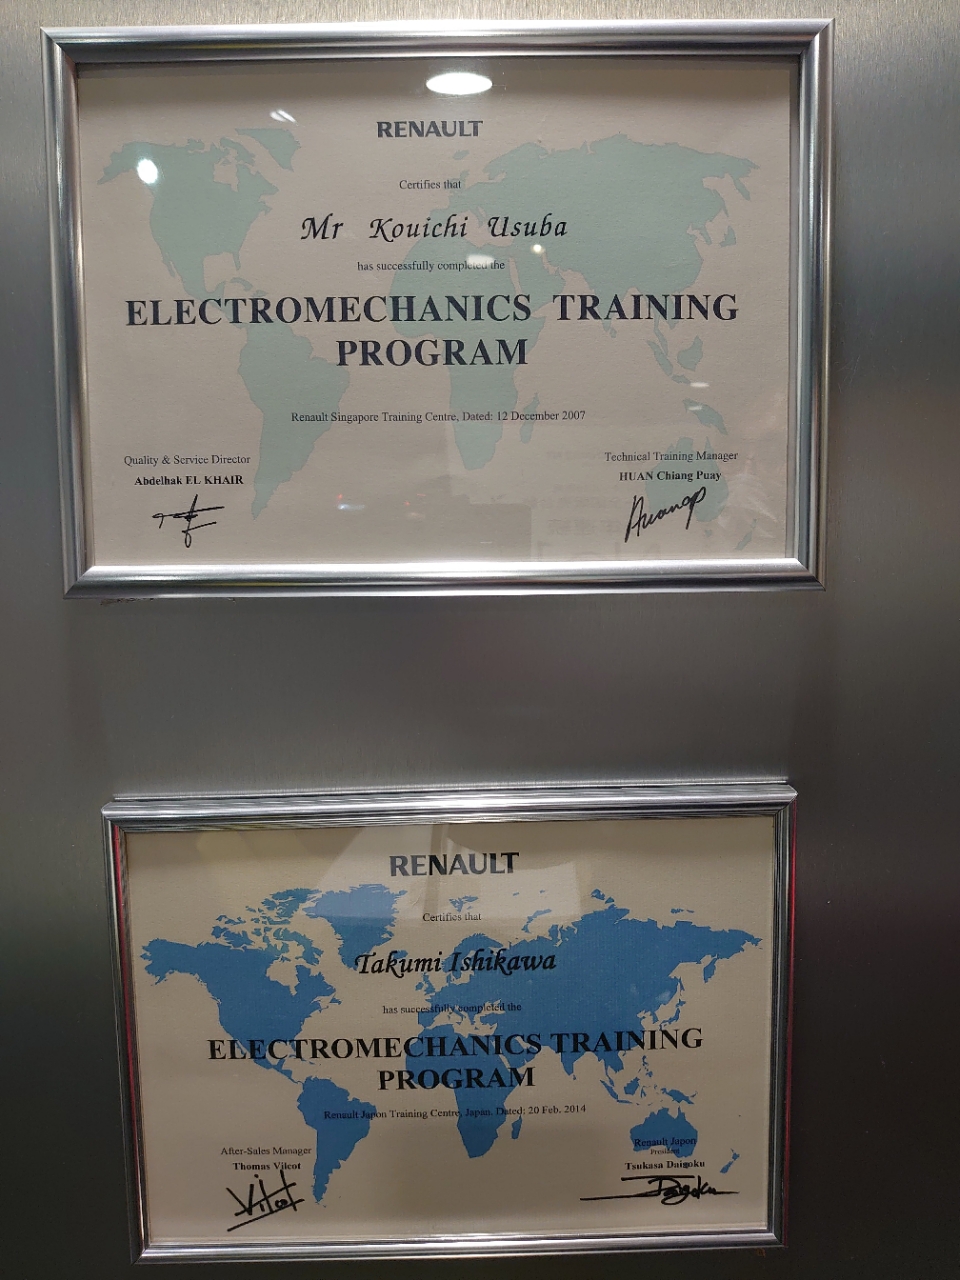 RENAULT
Certifies that
Mr Kouichi Usuba
has successfully completed the
ELECTROMECHANICS TRAINING
PROGRAM
Renault Singapore Training Centre, Dated: 12 December 2007
Quality & Service Director
Abdelhak EL KHAIR
Technical Training Manager
HUAN Chiang Puay
Huancp
RENAULT
Certifies that
Takumi Ishikawa
has successfully completed the
ELECTROMECHANICS TRAINING
PROGRAM
Renault Japon Training Centre, Japan, Dated: 20 Feb. 2014
After-Sales Manager
Thomas Vilcot
Vilcot
Renault Japon
President
Tsukasa Daigoku
Daigoku